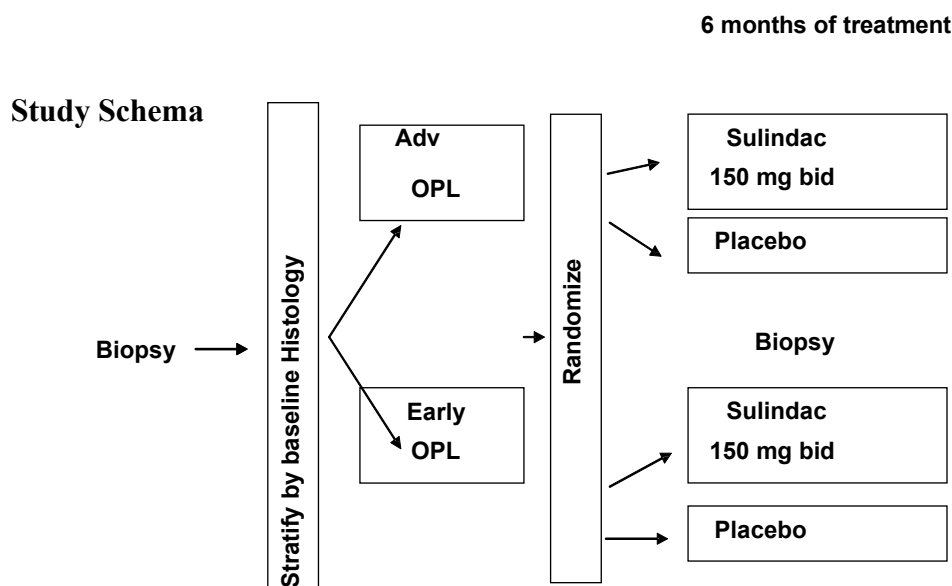 6 months of treatment
Study Schema
Biopsy
Stratify by baseline Histology
Adv
OPL
Early
OPL
Randomize
Sulindac
150 mg bid
Placebo
Biopsy
Sulindac
150 mg bid
Placebo